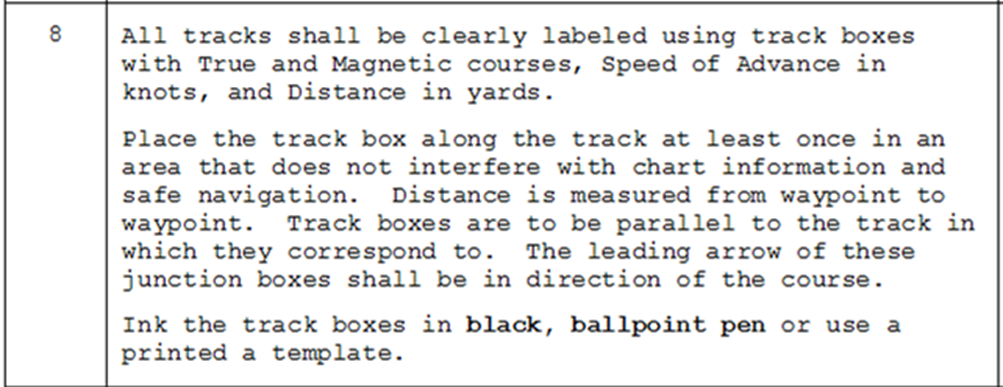 8
All tracks shall be clearly labeled using track boxes
with True and Magnetic courses, Speed of Advance in
knots, and Distance in yards.
Place the track box along the track at least once in an
area that does not interfere with chart information and
safe navigation.  Distance is measured from waypoint to
waypoint.  Track boxes are to be parallel to the track in
which they correspond to.  The leading arrow of these
junction boxes shall be in direction of the course.
Ink the track boxes in black, ballpoint pen or use a
printed a template.